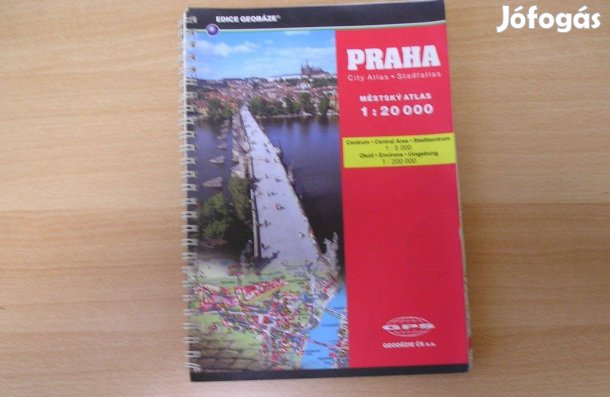 Jófogás
EDICE GEOBÁZE®
PRAHA
City Atlas • Stadtatlas
MĚSTSKÝ ATLAS
1 : 20 000
Centrum • Central Area • Stadtzentrum
1 : 5 000
Okolí • Environs • Umgebung
1 : 200 000
GPS
GEODÉZIE ČS a.s.